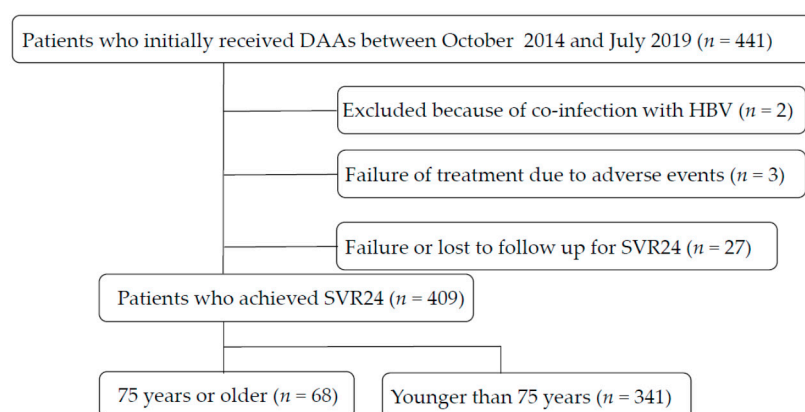 Patients who initially received DAAs between October 2014 and July 2019 (n = 441)
Excluded because of co-infection with HBV (n = 2)
Failure of treatment due to adverse events (n = 3)
Failure or lost to follow up for SVR24 (n = 27)
Patients who achieved SVR24 (n = 409)
75 years or older (n = 68)
Younger than 75 years (n = 341)